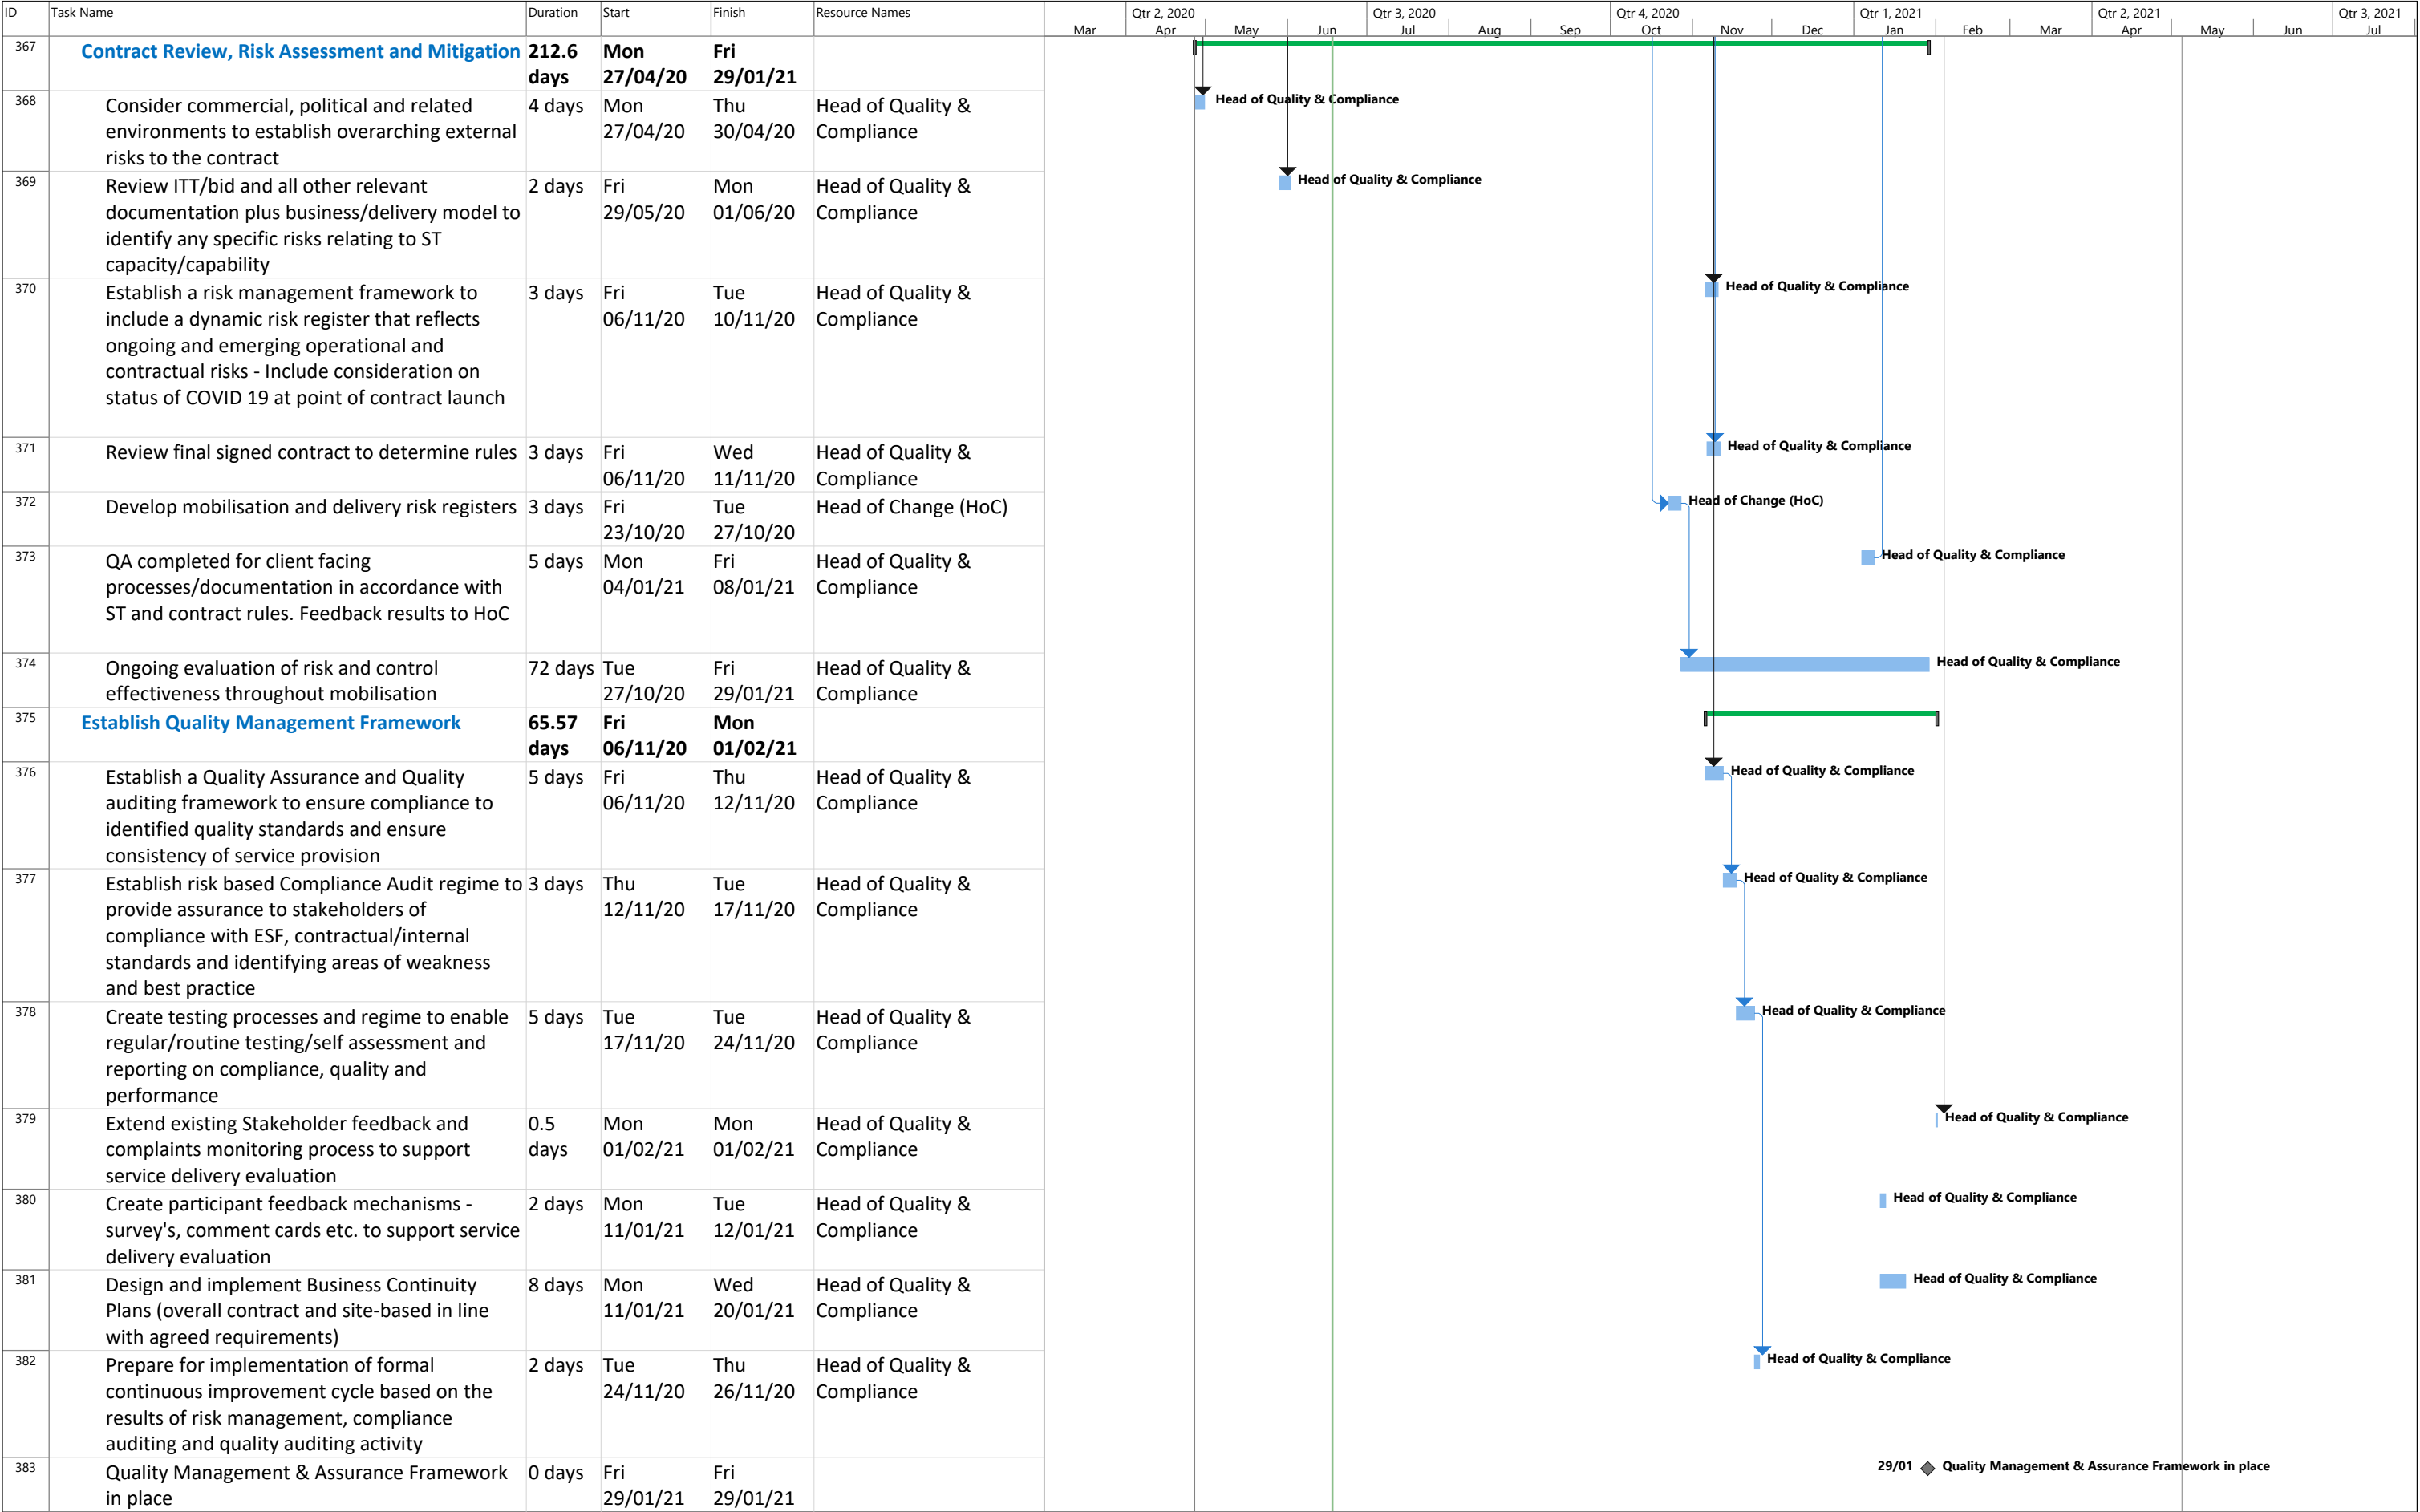 ID Task Name Duration Start Finish Resource Names
Qtr 2, 2020 Qtr 3, 2020 Qtr 4, 2020 Qtr 1, 2021 Qtr 2, 2021 Qtr 3, 2021
Mar Apr May Jun Jul Aug Sep Oct Nov Dec Jan Feb Mar Apr May Jun Jul
367 Contract Review, Risk Assessment and Mitigation 212.6 Mon Fri
days 27/04/20 29/01/21
368 Consider commercial, political and related 4 days Mon Thu Head of Quality & Head of Quality & Compliance
environments to establish overarching external 27/04/20 30/04/20 Compliance
risks to the contract
369 Review ITT/bid and all other relevant 2 days Fri Mon Head of Quality & Head of Quality & Compliance
documentation plus business/delivery model to 29/05/20 01/06/20 Compliance
identify any specific risks relating to ST
capacity/capability
370 Establish a risk management framework to 3 days Fri Tue Head of Quality & Head of Quality & Compliance
include a dynamic risk register that reflects 06/11/20 10/11/20 Compliance
ongoing and emerging operational and
contractual risks - Include consideration on
status of COVID 19 at point of contract launch
371 Review final signed contract to determine rules 3 days Fri Wed Head of Quality & Head of Quality & Compliance
06/11/20 11/11/20 Compliance
372 Develop mobilisation and delivery risk registers 3 days Fri Tue Head of Change (HoC) Head of Change (HoC)
23/10/20 27/10/20
373 QA completed for client facing 5 days Mon Fri Head of Quality & Head of Quality & Compliance
processes/documentation in accordance with 04/01/21 08/01/21 Compliance
ST and contract rules. Feedback results to HoC
374 Ongoing evaluation of risk and control 72 days Tue Fri Head of Quality & Head of Quality & Compliance
effectiveness throughout mobilisation 27/10/20 29/01/21 Compliance
375 Establish Quality Management Framework 65.57 Fri Mon
days 06/11/20 01/02/21
376 Establish a Quality Assurance and Quality 5 days Fri Thu Head of Quality & Head of Quality & Compliance
auditing framework to ensure compliance to 06/11/20 12/11/20 Compliance
identified quality standards and ensure
consistency of service provision
377 Establish risk based Compliance Audit regime to 3 days Thu Tue Head of Quality & Head of Quality & Compliance
provide assurance to stakeholders of 12/11/20 17/11/20 Compliance
compliance with ESF, contractual/internal
standards and identifying areas of weakness
and best practice
378 Create testing processes and regime to enable 5 days Tue Tue Head of Quality & Head of Quality & Compliance
regular/routine testing/self assessment and 17/11/20 24/11/20 Compliance
reporting on compliance, quality and
performance
379 Extend existing Stakeholder feedback and 0.5 Mon Mon Head of Quality & Head of Quality & Compliance
complaints monitoring process to support days 01/02/21 01/02/21 Compliance
service delivery evaluation
380 Create participant feedback mechanisms - 2 days Mon Tue Head of Quality & Head of Quality & Compliance
survey's, comment cards etc. to support service 11/01/21 12/01/21 Compliance
delivery evaluation
381 Design and implement Business Continuity 8 days Mon Wed Head of Quality & Head of Quality & Compliance
Plans (overall contract and site-based in line 11/01/21 20/01/21 Compliance
with agreed requirements)
382 Prepare for implementation of formal 2 days Tue Thu Head of Quality & Head of Quality & Compliance
continuous improvement cycle based on the 24/11/20 26/11/20 Compliance
results of risk management, compliance
auditing and quality auditing activity
383 Quality Management & Assurance Framework 0 days Fri Fri 29/01 Quality Management & Assurance Framework in place
in place 29/01/21 29/01/21